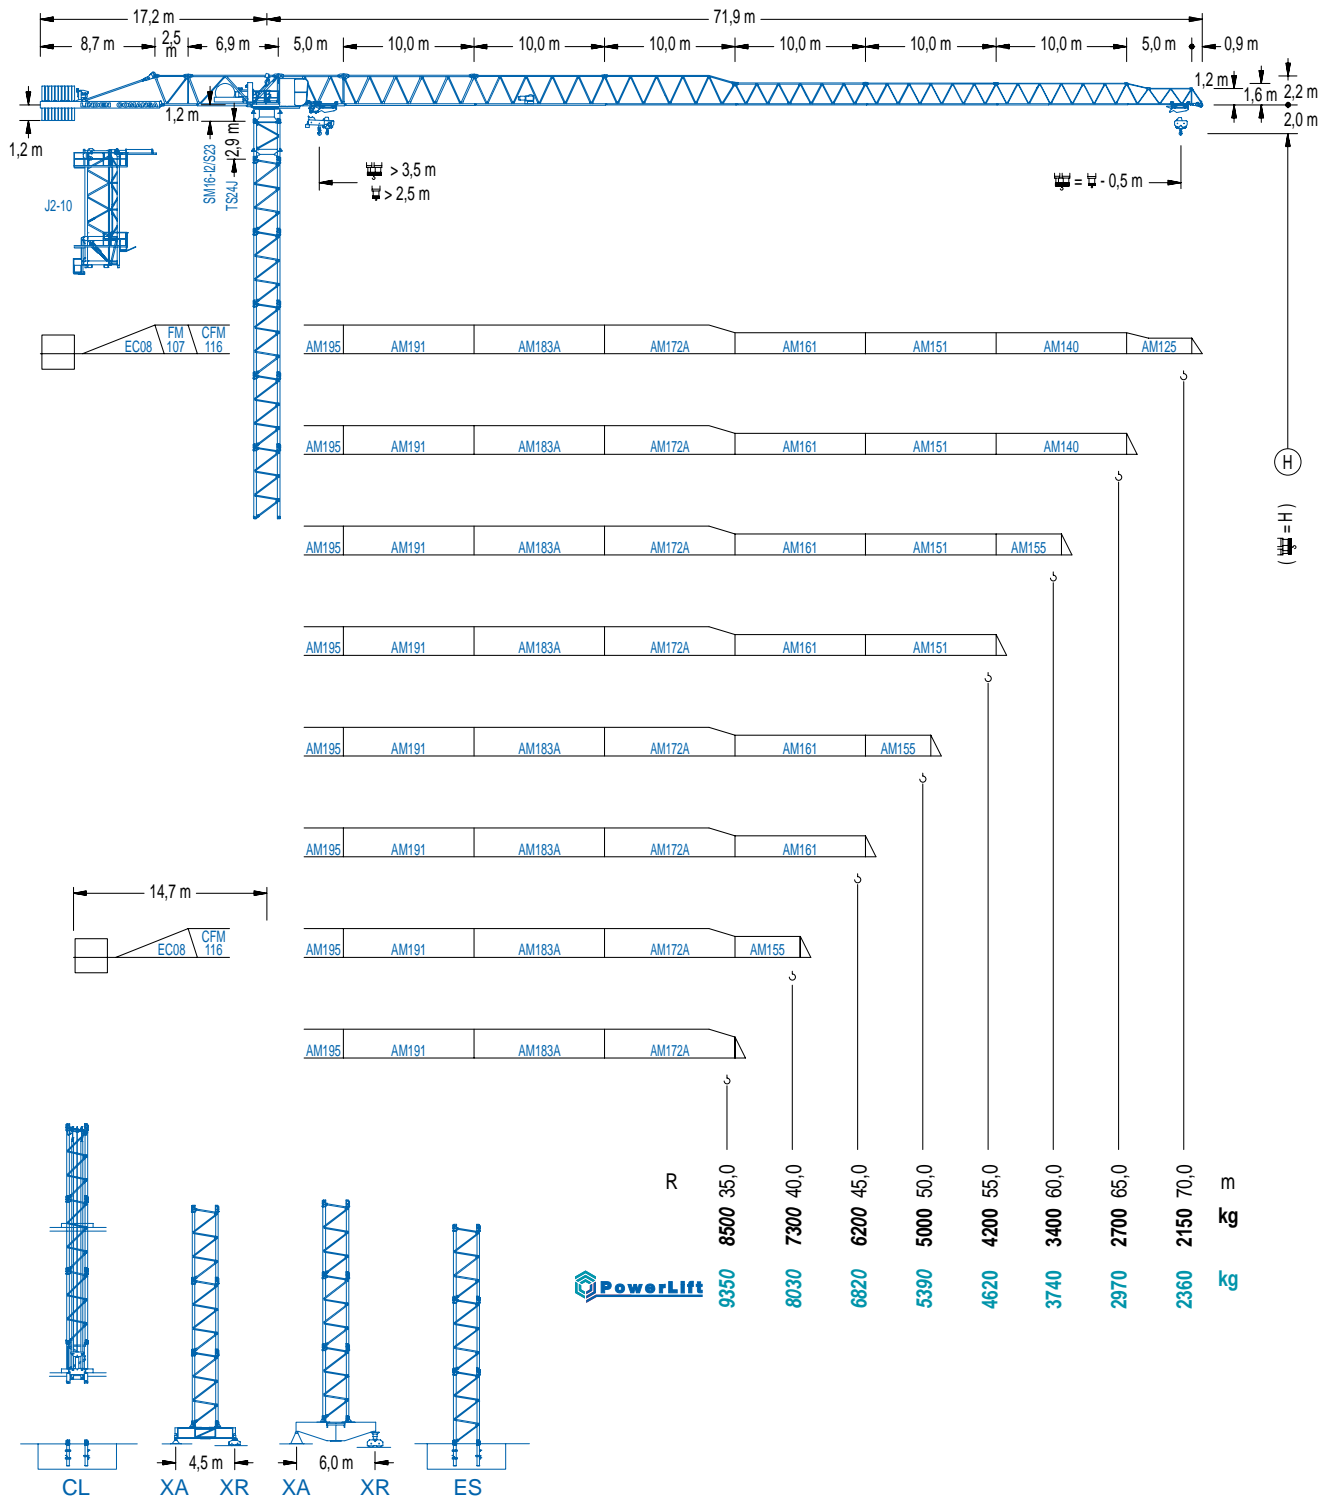 17,2 m
71,9 m
8,7 m
2,5 m
6,9 m
5,0 m
10,0 m
10,0 m
10,0 m
10,0 m
10,0 m
10,0 m
5,0 m
0,9 m
1,2 m
1,6 m
2,2 m
2,0 m
LINDEN COMANSA
1,2 m
1,2 m
2,9 m
SM16-I2/S23
TS24J
J2-10
> 3,5 m
> 2,5 m
= - 0,5 m
EC08
FM 107
CFM 116
AM195 AM191 AM183A AM172A AM161 AM151 AM140 AM125
AM195 AM191 AM183A AM172A AM161 AM151 AM140
H
( = H )
AM195 AM191 AM183A AM172A AM161 AM151 AM155
AM195 AM191 AM183A AM172A AM161 AM151
AM195 AM191 AM183A AM172A AM161 AM155
AM195 AM191 AM183A AM172A AM161
14,7 m
EC08
CFM 116
AM195 AM191 AM183A AM172A AM155
AM195 AM191 AM183A AM172A
R 35,0 40,0 45,0 50,0 55,0 60,0 65,0 70,0 m
8500 7300 6200 5000 4200 3400 2700 2150 kg
PowerLift 9350 8030 6820 5390 4620 3740 2970 2360 kg
4,5 m
6,0 m
CL XA XR XA XR ES